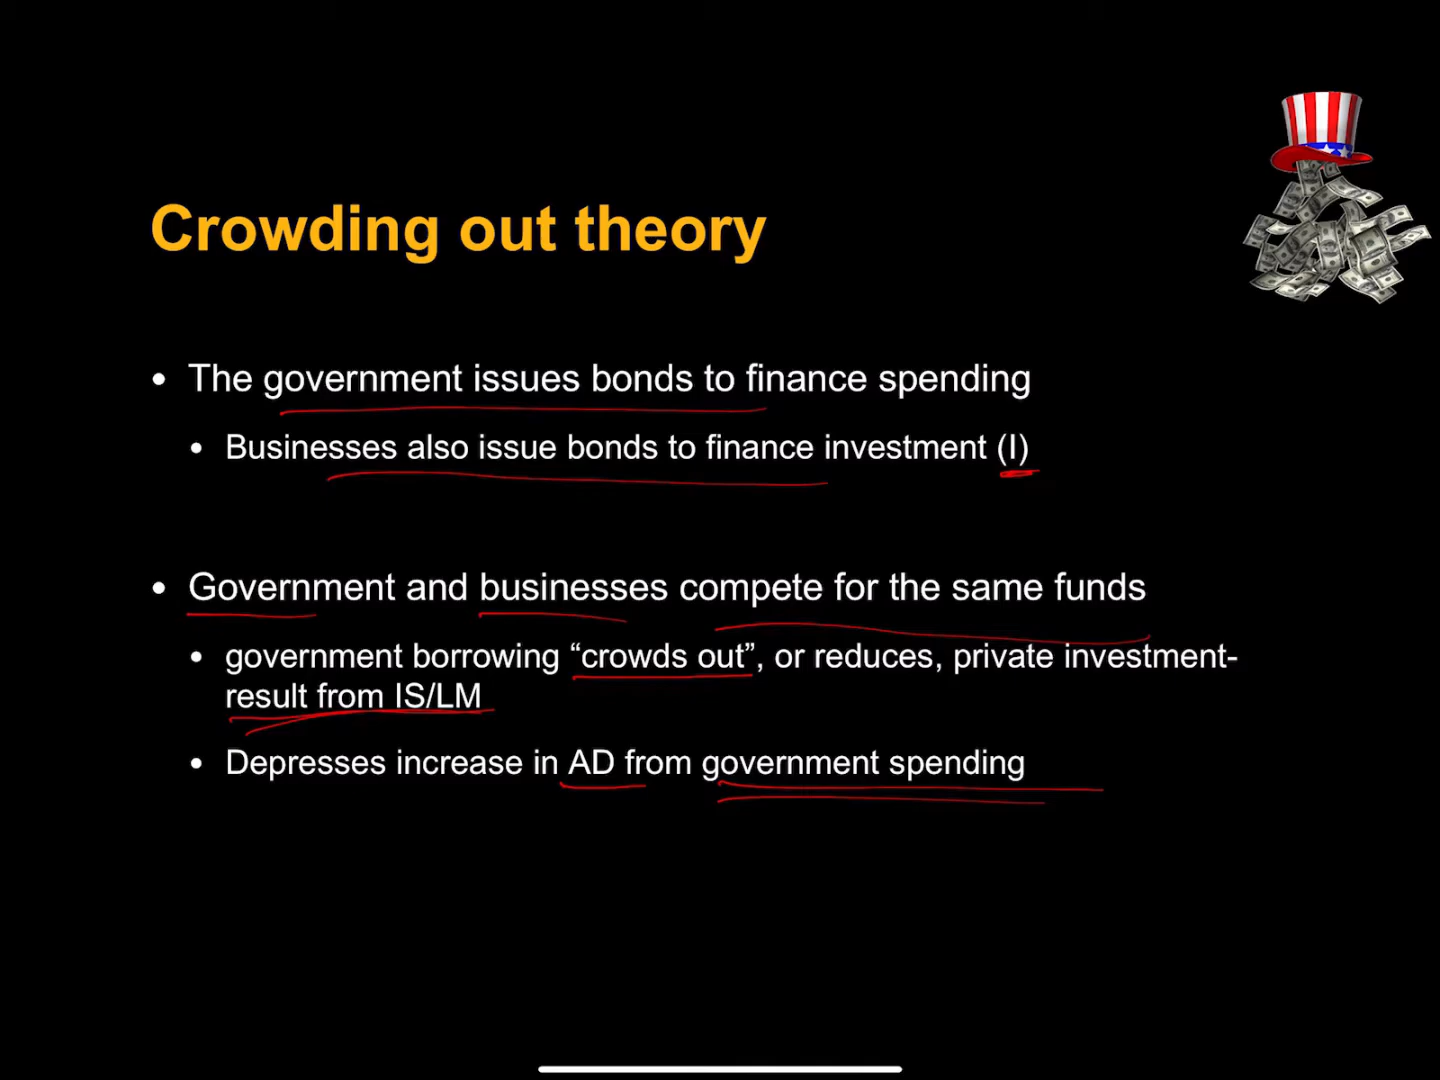 Crowding out theory
• The government issues bonds to finance spending
• Businesses also issue bonds to finance investment (I)
• Government and businesses compete for the same funds
• government borrowing “crowds out”, or reduces, private investment-
result from IS/LM
• Depresses increase in AD from government spending